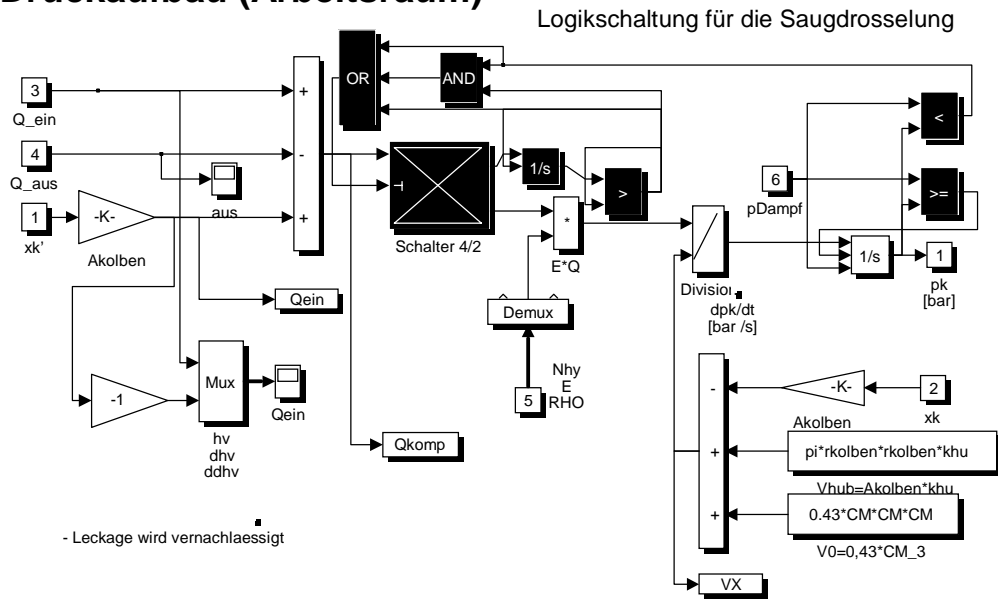 Druckaufbau (Arbeitsraum)
Logikschaltung für die Saugdrosselung
3
Q_ein
4
Q_aus
1
xk'
-K-
Akolben
+
-
+
aus
OR
AND
Schalter 4/2
1/s
>
*
E*Q
Demux
Nhy
E
RHO
5
Qein
-1
Mux
hv
dhv
ddhv
Qein
Qkomp
- Leckage wird vernachlaessigt
6
pDampf
<
>=
1/s
1
pk
[bar]
Division
dpk/dt
[bar /s]
-
+
+
-K-
Akolben
2
xk
pi*rkolben*rkolben*khu
Vhub=Akolben*khu
0.43*CM*CM*CM
V0=0,43*CM_3
VX